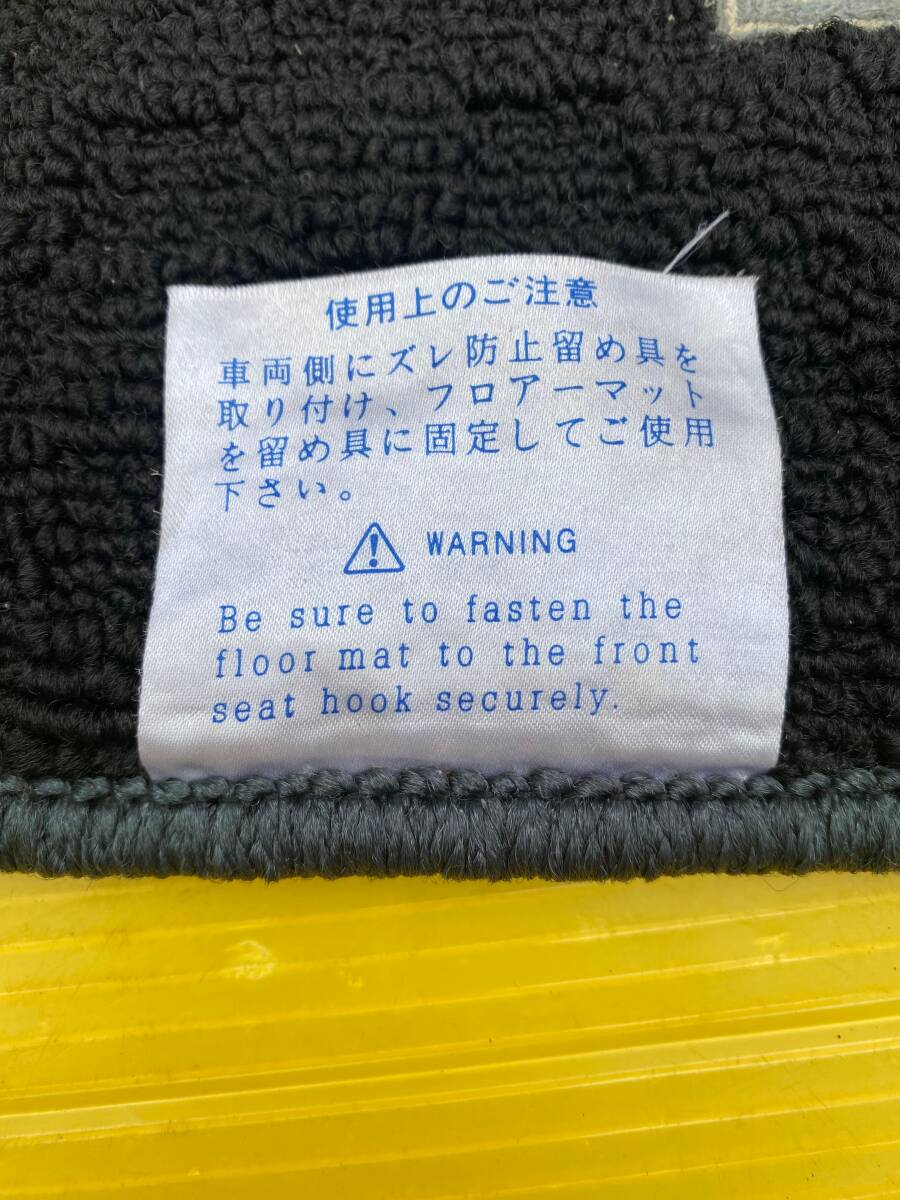 使用上のご注意
車両側にズレ防止留め具を
取り付け、フロアーマット
を留め具に固定してご使用
下さい。
WARNING
Be sure to fasten the
floor mat to the front
seat hook securely.